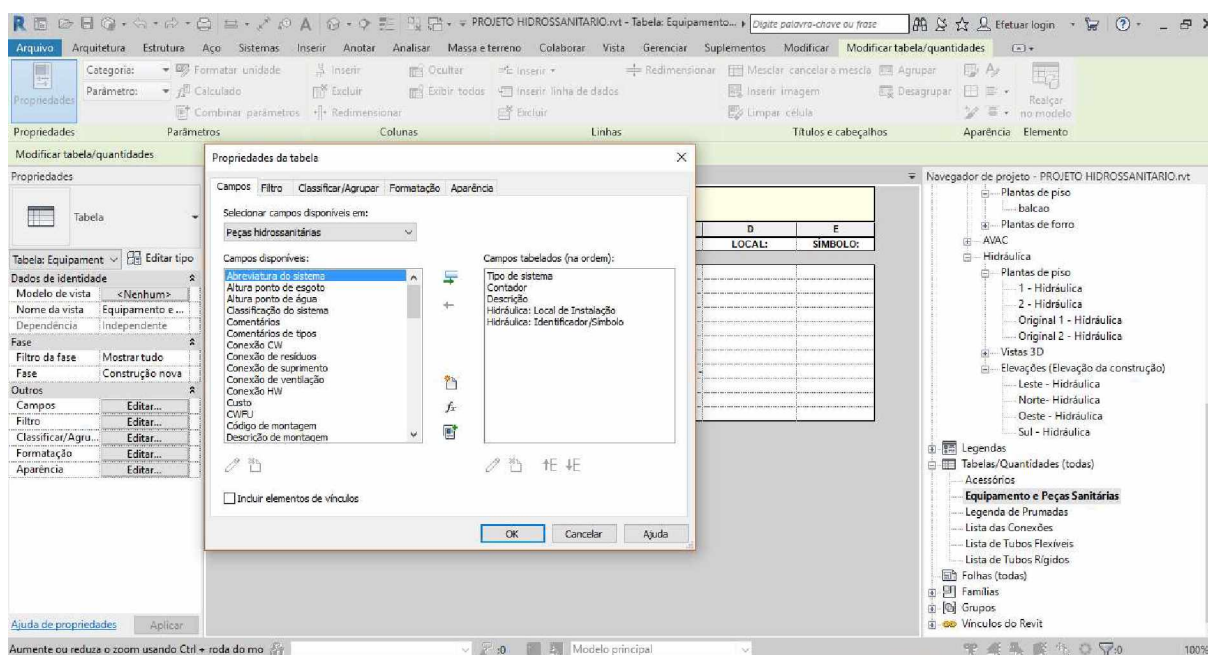 PROJETO HIDROSSANITARIO.rvt - Tabela: Equipamento... Digite palavra-chave ou frase Efetuar login
Arquivo Arquitetura Estrutura Aço Sistemas Inserir Anotar Analisar Massa e terreno Colaborar Vista Gerenciar Suplementos Modificar Modificar tabela/quantidades
Categoria: Formatar unidade Inserir Ocultar Inserir Redimensionar Mesclar cancelar a mescla Agrupar
Propriedades Parâmetro: Calculado Excluir Exibir todos Inserir linha de dados Inserir imagem Desagrupar Realçar no modelo
Combinar parâmetros Redimensionar Excluir Limpar célula
Propriedades Parâmetros Colunas Linhas Títulos e cabeçalhos Aparência Elemento
Modificar tabela/quantidades
Propriedades
Tabela
Tabela: Equipament Editar tipo
Dados de identidade
Modelo de vista <Nenhum>
Nome da vista Equipamento e ...
Dependência Independente
Fase
Filtro da fase Mostrar tudo
Fase Construção nova
Outros
Campos Editar...
Filtro Editar...
Classificar/Agru... Editar...
Formatação Editar...
Aparência Editar...
Ajuda de propriedades Aplicar
Propriedades da tabela
Campos Filtro Classificar/Agrupar Formatação Aparência
Selecionar campos disponíveis em:
Peças hidrossanitárias
Campos disponíveis:
Abreviatura do sistema
Altura ponto de esgoto
Altura ponto de água
Classificação do sistema
Comentários
Comentários de tipos
Conexão CW
Conexão de resíduos
Conexão de suprimento
Conexão de ventilação
Conexão HW
Custo
CWFU
Código de montagem
Descrição de montagem
Campos tabelados (na ordem):
Tipo de sistema
Contador
Descrição
Hidráulica: Local de Instalação
Hidráulica: Identificador/Símbolo
Incluir elementos de vínculos
OK Cancelar Ajuda
D E
LOCAL: SÍMBOLO:
Navegador de projeto - PROJETO HIDROSSANITARIO.rvt
Plantas de piso
balcao
Plantas de forro
AVAC
Hidráulica
Plantas de piso
1 - Hidráulica
2 - Hidráulica
Original 1 - Hidráulica
Original 2 - Hidráulica
Vistas 3D
Elevações (Elevação da construção)
Leste - Hidráulica
Norte- Hidráulica
Oeste - Hidráulica
Sul - Hidráulica
Legendas
Tabelas/Quantidades (todas)
Acessórios
Equipamento e Peças Sanitárias
Legenda de Prumadas
Lista das Conexões
Lista de Tubos Flexíveis
Lista de Tubos Rígidos
Folhas (todas)
Famílias
Grupos
Vínculos do Revit
Aumente ou reduza o zoom usando Ctrl + roda do mo :0 Modelo principal :0 100%